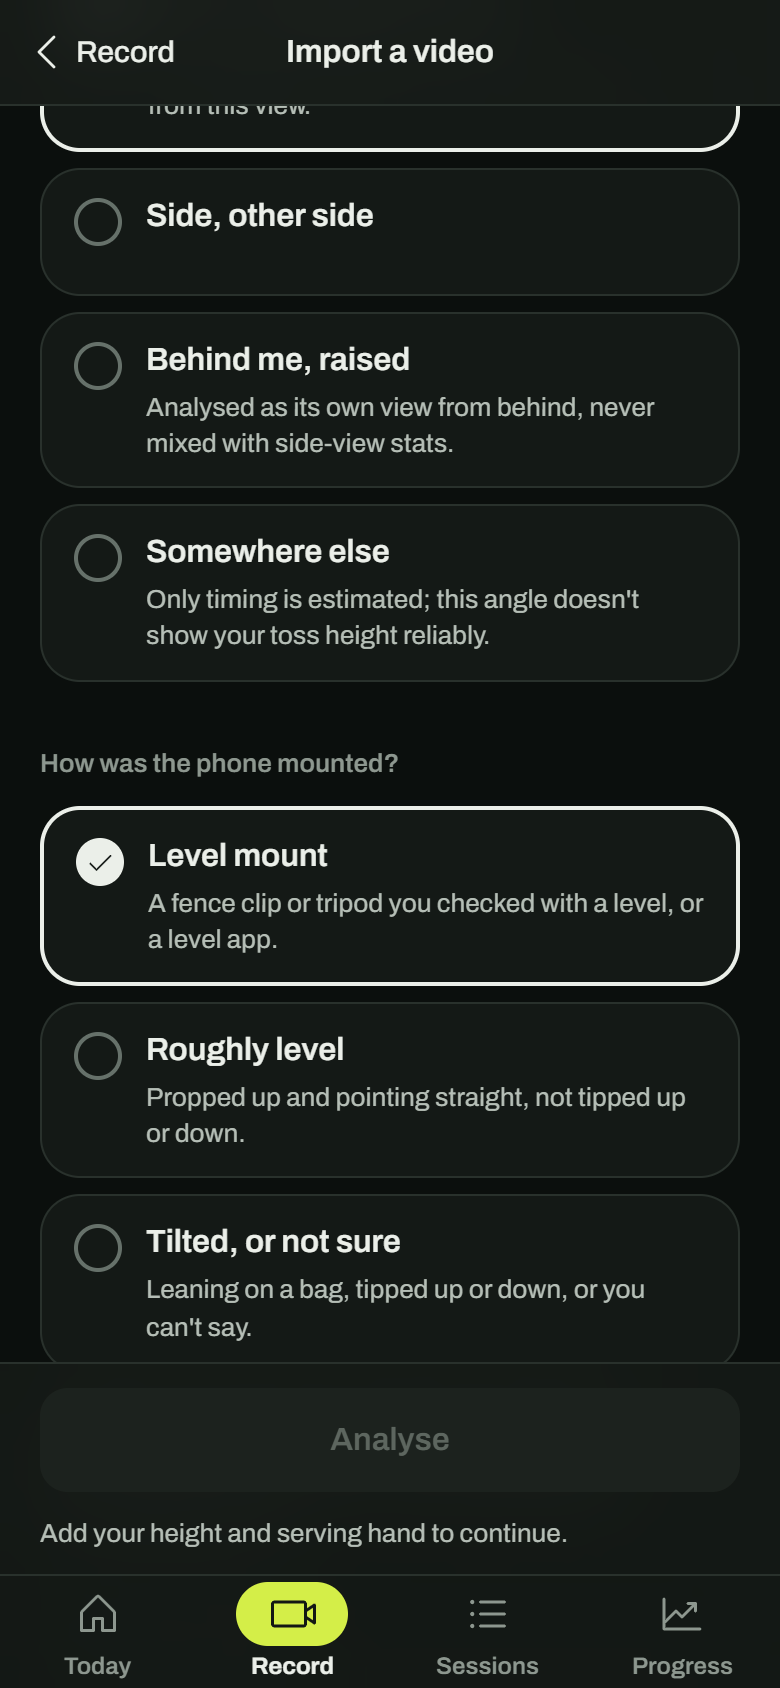 Record
Import a video
from this view.
Side, other side
Behind me, raised
Analysed as its own view from behind, never
mixed with side-view stats.
Somewhere else
Only timing is estimated; this angle doesn't
show your toss height reliably.
How was the phone mounted?
Level mount
A fence clip or tripod you checked with a level, or
a level app.
Roughly level
Propped up and pointing straight, not tipped up
or down.
Tilted, or not sure
Leaning on a bag, tipped up or down, or you
can't say.
Analyse
Add your height and serving hand to continue.
Today
Record
Sessions
Progress